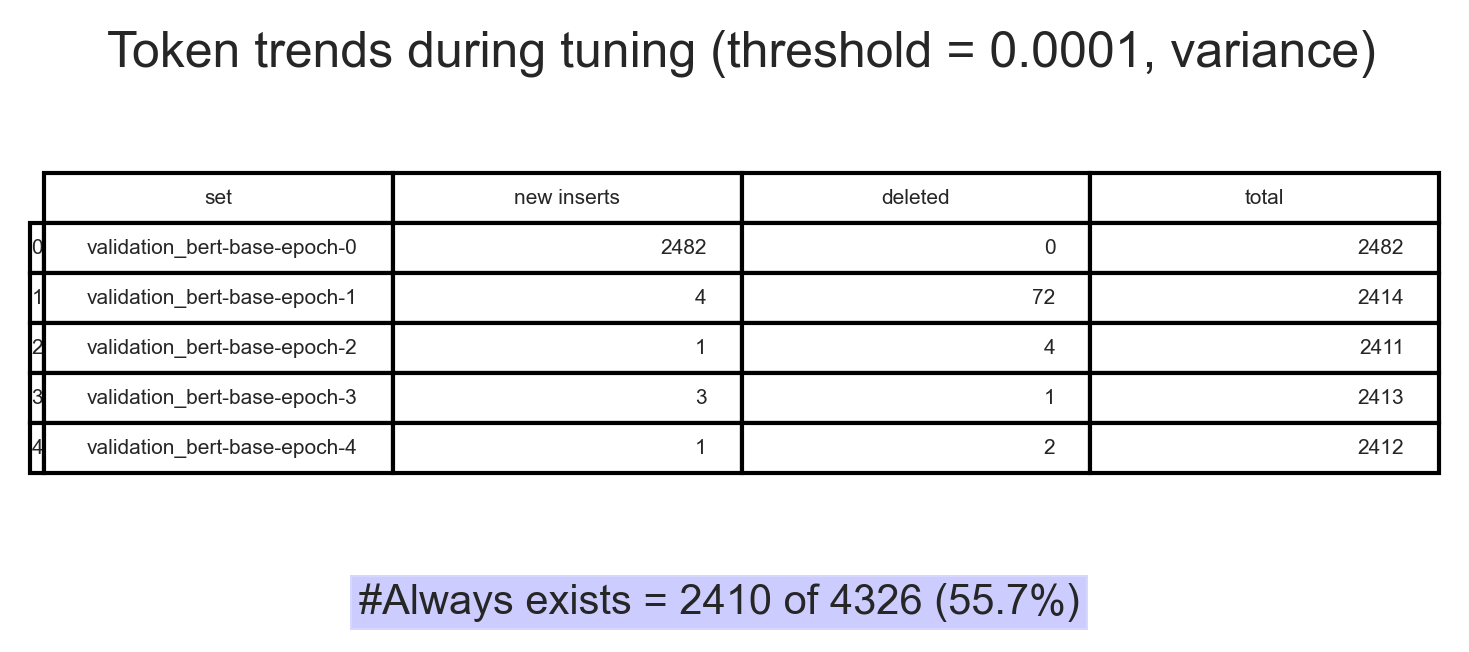 Token trends during tuning (threshold = 0.0001, variance)
set new inserts deleted total
0 validation_bert-base-epoch-0 2482 0 2482
1 validation_bert-base-epoch-1 4 72 2414
2 validation_bert-base-epoch-2 1 4 2411
3 validation_bert-base-epoch-3 3 1 2413
4 validation_bert-base-epoch-4 1 2 2412
#Always exists = 2410 of 4326 (55.7%)